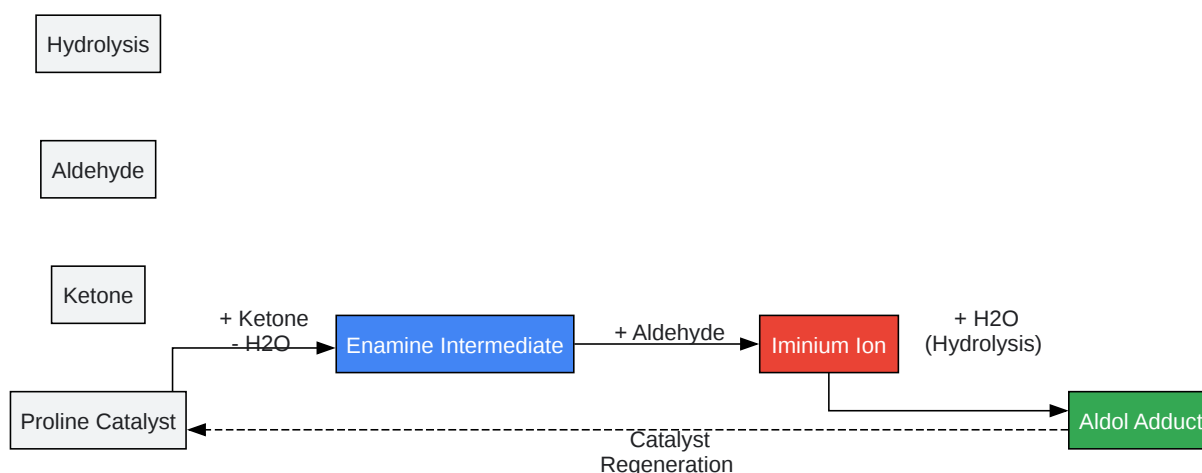 Hydrolysis
Aldehyde
Ketone
+ Ketone
- H2O
Enamine Intermediate
+ Aldehyde
Iminium Ion
+ H2O
(Hydrolysis)
Proline Catalyst
Aldol Adduct
Catalyst
Regeneration